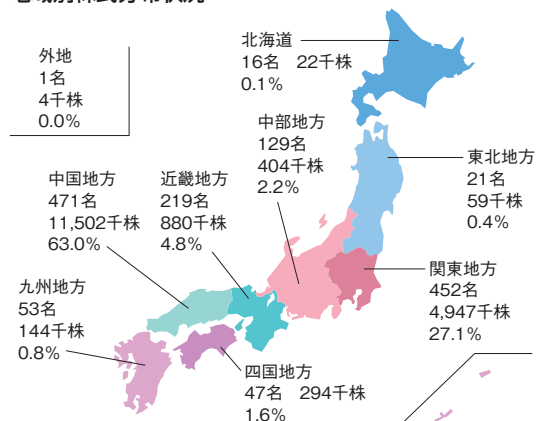 外地
1名
4千株
0.0%
北海道
16名 22千株
0.1%
中部地方
129名
404千株
2.2%
東北地方
21名
59千株
0.4%
中国地方
471名
11,502千株
63.0%
近畿地方
219名
880千株
4.8%
関東地方
452名
4,947千株
27.1%
九州地方
53名
144千株
0.8%
四国地方
47名 294千株
1.6%